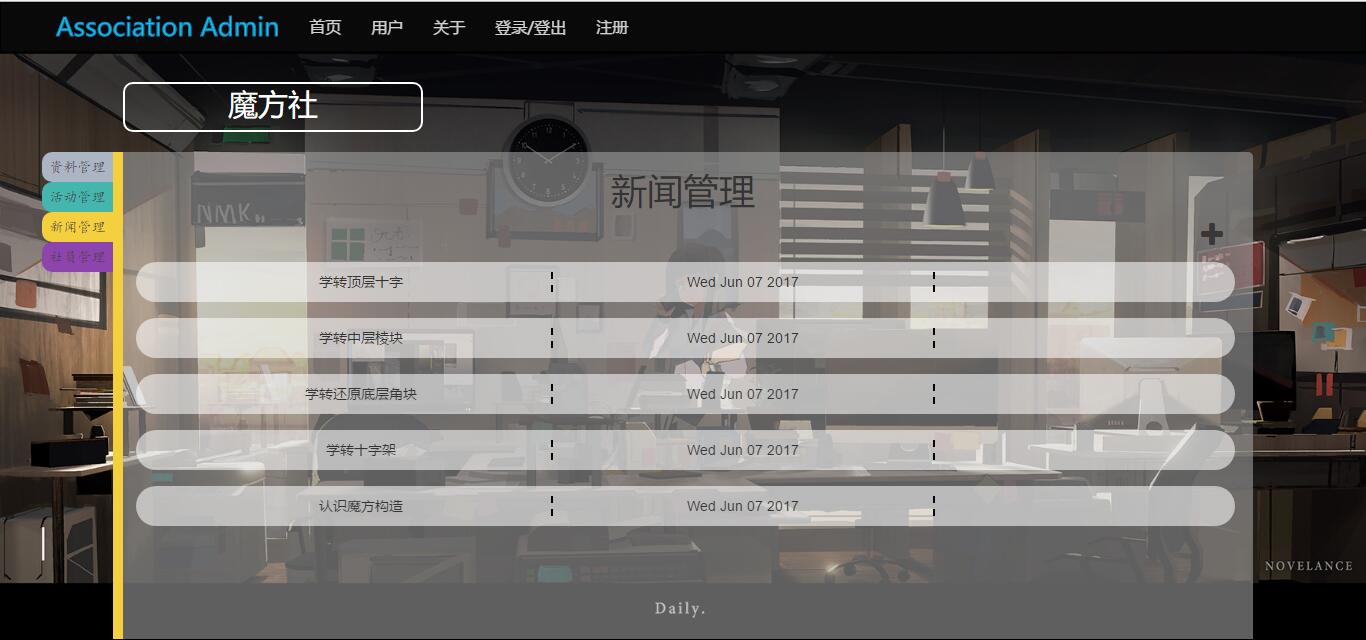 Association Admin 首页 用户 关于 登录/登出 注册
魔方社
资料管理
活动管理
新闻管理
社员管理
新闻管理
NMK..
学转顶层十字 Wed Jun 07 2017
学转中层棱块 Wed Jun 07 2017
学转还原底层角块 Wed Jun 07 2017
学转十字架 Wed Jun 07 2017
认识魔方构造 Wed Jun 07 2017
NOVELANCE
Daily.